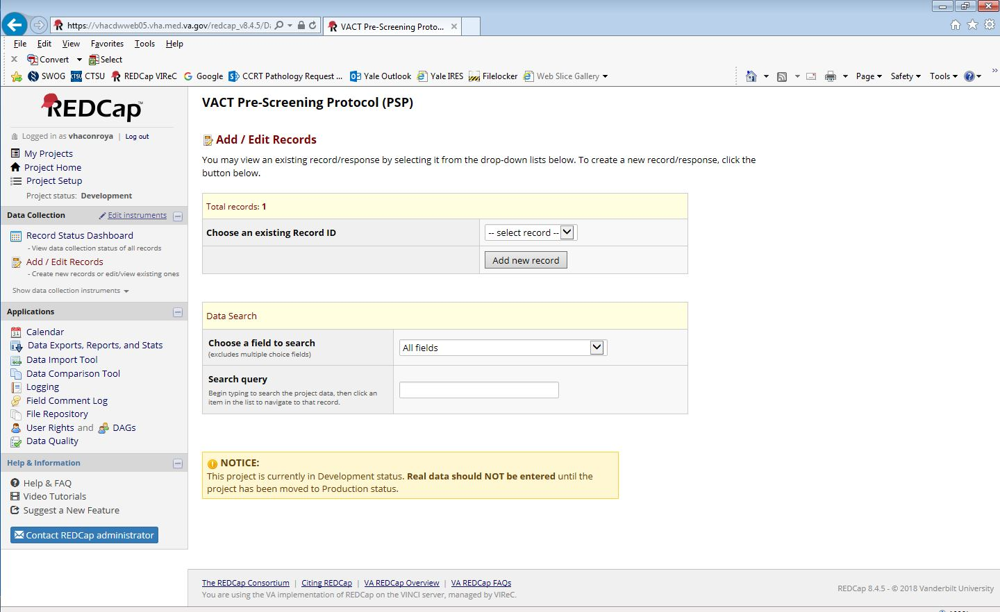 https://vhacdwweb05.vha.med.va.gov/redcap_v8.4.5/Da
VACT Pre-Screening Proto...
File Edit View Favorites Tools Help
Convert Select
SWOG CTSU REDCap VIReC Google CCRT Pathology Request ... Yale Outlook Yale IRES Filelocker Web Slice Gallery Page Safety Tools
REDCap™
Logged in as vhaconroya | Log out
My Projects
Project Home
Project Setup
Project status: Development
Data Collection Edit instruments
Record Status Dashboard
- View data collection status of all records
Add / Edit Records
- Create new records or edit/view existing ones
Show data collection instruments
Applications
Calendar
Data Exports, Reports, and Stats
Data Import Tool
Data Comparison Tool
Logging
Field Comment Log
File Repository
User Rights and DAGs
Data Quality
Help & Information
Help & FAQ
Video Tutorials
Suggest a New Feature
Contact REDCap administrator
VACT Pre-Screening Protocol (PSP)
Add / Edit Records
You may view an existing record/response by selecting it from the drop-down lists below. To create a new record/response, click the
button below.
Total records: 1
Choose an existing Record ID -- select record --
Add new record
Data Search
Choose a field to search
(excludes multiple choice fields)
All fields
Search query
Begin typing to search the project data, then click an
item in the list to navigate to that record.
NOTICE:
This project is currently in Development status. Real data should NOT be entered until the
project has been moved to Production status.
The REDCap Consortium | Citing REDCap | VA REDCap Overview | VA REDCap FAQs
You are using the VA implementation of REDCap on the VINCI server, managed by VIReC.
REDCap 8.4.5 - © 2018 Vanderbilt University